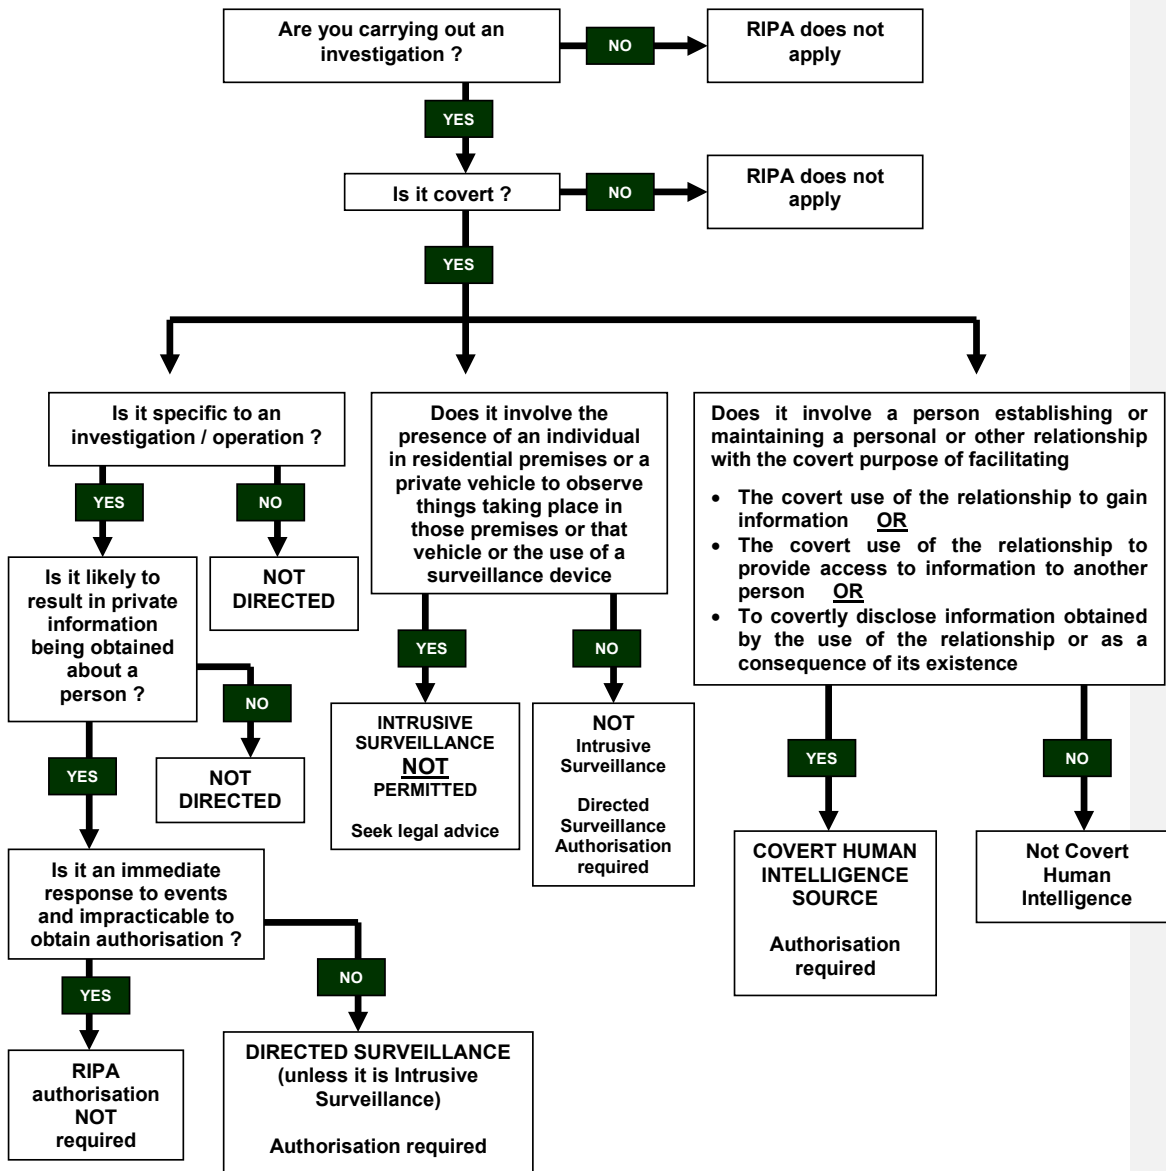 Are you carrying out an
investigation ?
NO
RIPA does not
apply
YES
Is it covert ?
NO
RIPA does not
apply
YES
Is it specific to an
investigation / operation ?
YES
NO
NOT
DIRECTED
Is it likely to
result in private
information
being obtained
about a
person ?
NO
NOT
DIRECTED
YES
Is it an immediate
response to events
and impracticable to
obtain authorisation ?
YES
NO
RIPA
authorisation
NOT
required
DIRECTED SURVEILLANCE
(unless it is Intrusive
Surveillance)
Authorisation required
Does it involve the
presence of an individual
in residential premises or a
private vehicle to observe
things taking place in
those premises or that
vehicle or the use of a
surveillance device
YES
NO
INTRUSIVE
SURVEILLANCE
NOT
PERMITTED
Seek legal advice
NOT
Intrusive
Surveillance
Directed
Surveillance
Authorisation
required
Does it involve a person establishing or
maintaining a personal or other relationship
with the covert purpose of facilitating
• The covert use of the relationship to gain
information OR
• The covert use of the relationship to
provide access to information to another
person OR
• To covertly disclose information obtained
by the use of the relationship or as a
consequence of its existence
YES
NO
COVERT HUMAN
INTELLIGENCE
SOURCE
Authorisation
required
Not Covert
Human
Intelligence